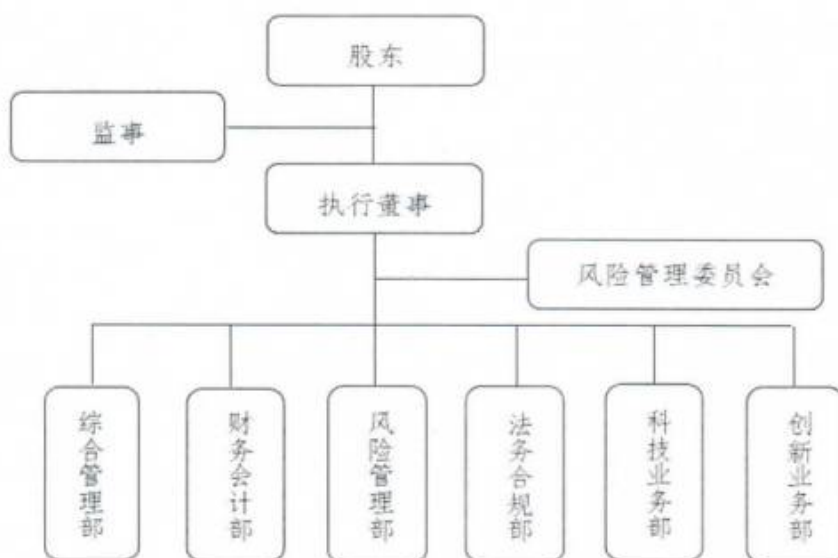 股东
监事
执行董事
风险管理委员会
综合管理部
财务会计部
风险管理部
法务合规部
科技业务部
创新业务部